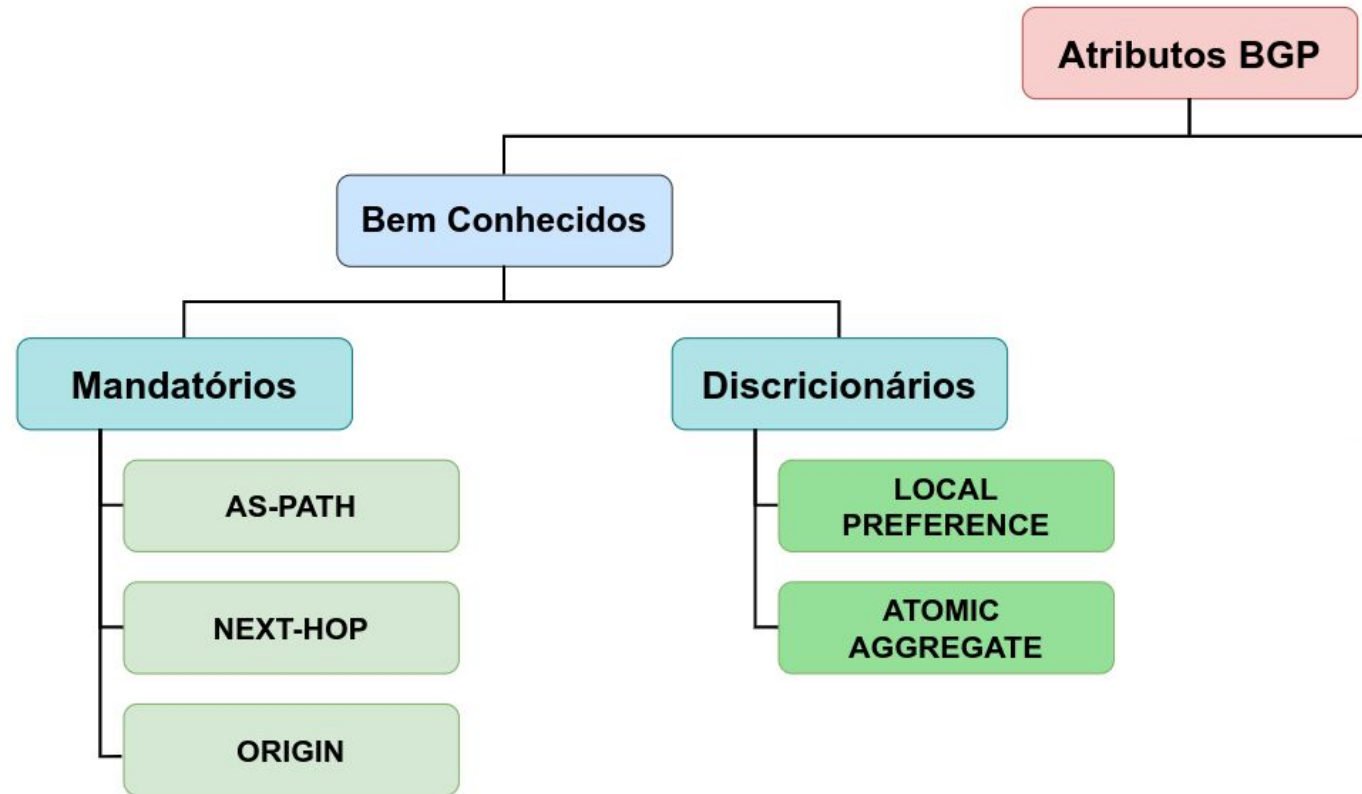 Atributos BGP
Bem Conhecidos
Mandatórios
Discricionários
AS-PATH
LOCAL
PREFERENCE
NEXT-HOP
ATOMIC
AGGREGATE
ORIGIN